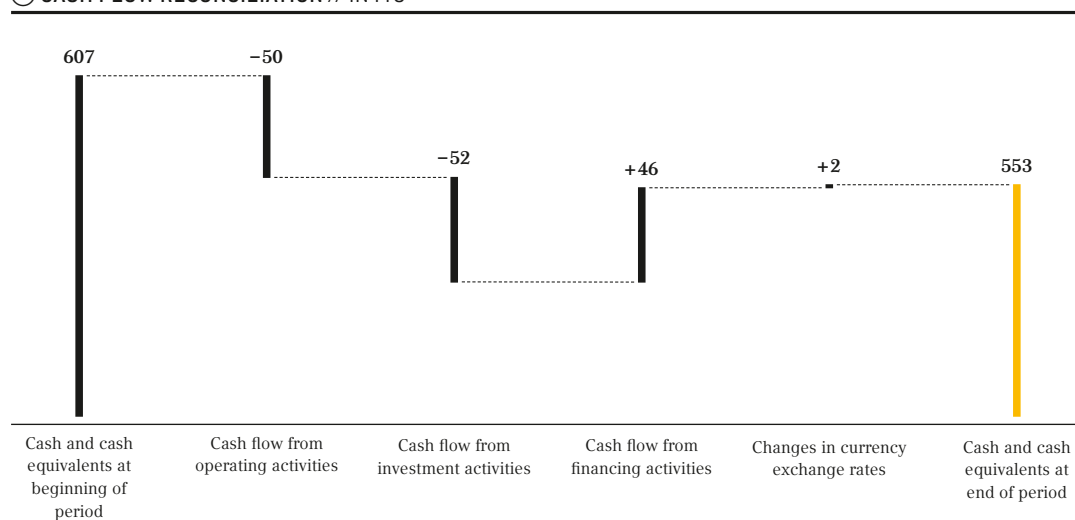 607
−50
−52
+46
+2
553
Cash and cash
equivalents at
beginning of
period
Cash flow from
operating activities
Cash flow from
investment activities
Cash flow from
financing activities
Changes in currency
exchange rates
Cash and cash
equivalents at
end of period